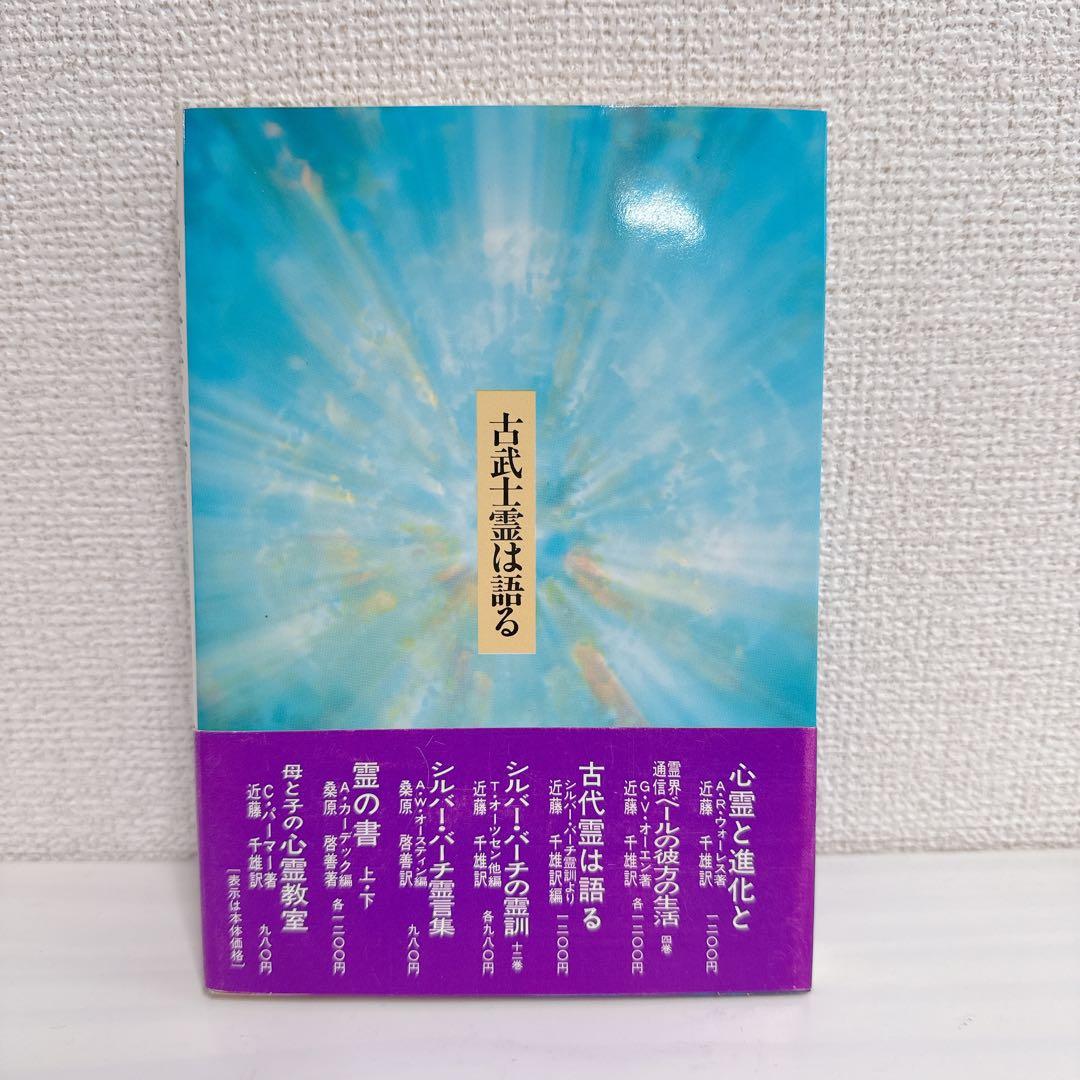 古武士霊は語る
心霊と進化と
A・R・ウォーレス著
近藤 千雄訳 一二〇〇円
霊界通信 ベールの彼方の生活 四巻
G・V・オーエン著
近藤 千雄訳 各一二〇〇円
古代霊は語る
シルバー・バーチ霊訓より
近藤 千雄訳編 一二〇〇円
シルバー・バーチの霊訓 十二巻
T・オーツセン他編
近藤 千雄訳 各九八〇円
シルバー・バーチ霊言集
A・W・オースティン編
桑原 啓善訳 九八〇円
霊の書 上・下
A・カーデック編
桑原 啓善著 各一二〇〇円
母と子の心霊教室
C・パーマー著
近藤 千雄訳 九八〇円
［表示は本体価格］